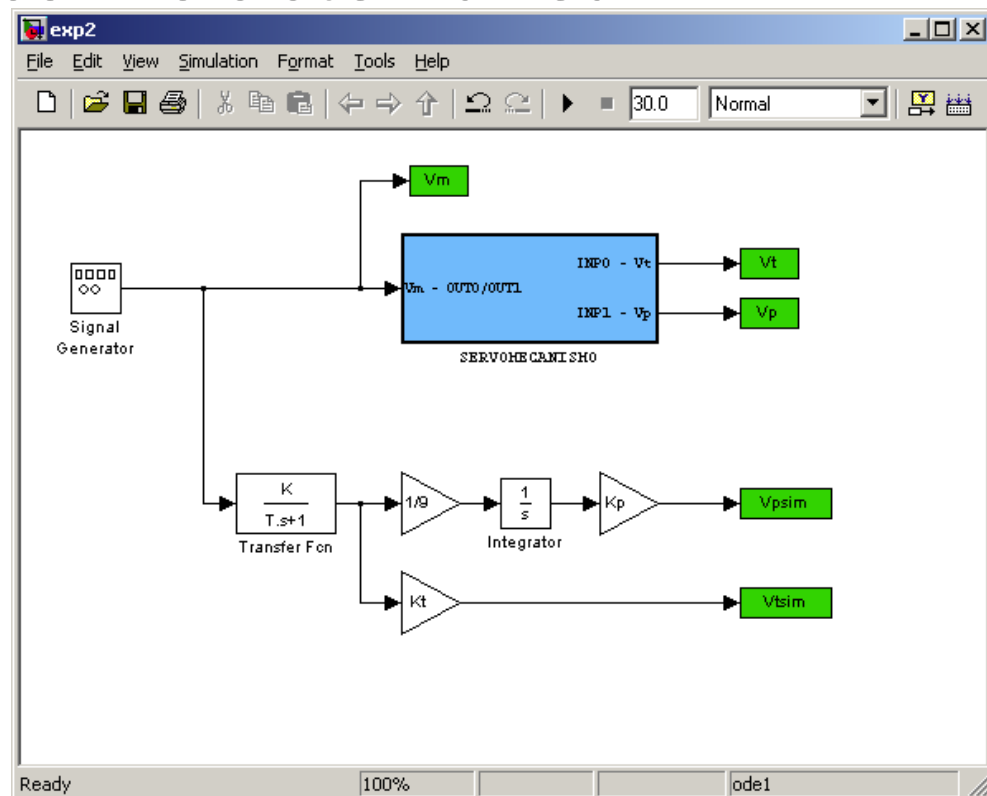 exp2
File Edit View Simulation Format Tools Help
30.0 Normal
Vm
Vm - OUT0/OUT1
INP0 - Vt
INP1 - Vp
SERVOMECANISMO
Vt
Vp
Signal
Generator
K
T.s+1
Transfer Fcn
1/9
1
s
Integrator
Kp
Vpsim
Kt
Vtsim
Ready 100% ode1